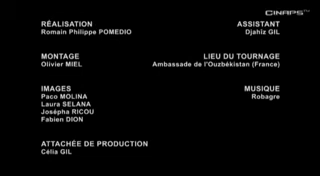 CINAPS TV
RÉALISATION
Romain Philippe POMEDIO
ASSISTANT
Djahiz GIL
MONTAGE
Olivier MIEL
LIEU DU TOURNAGE
Ambassade de l'Ouzbékistan (France)
IMAGES
Paco MOLINA
Laura SELANA
Josépha RICOU
Fabien DION
MUSIQUE
Robagre
ATTACHÉE DE PRODUCTION
Célia GIL